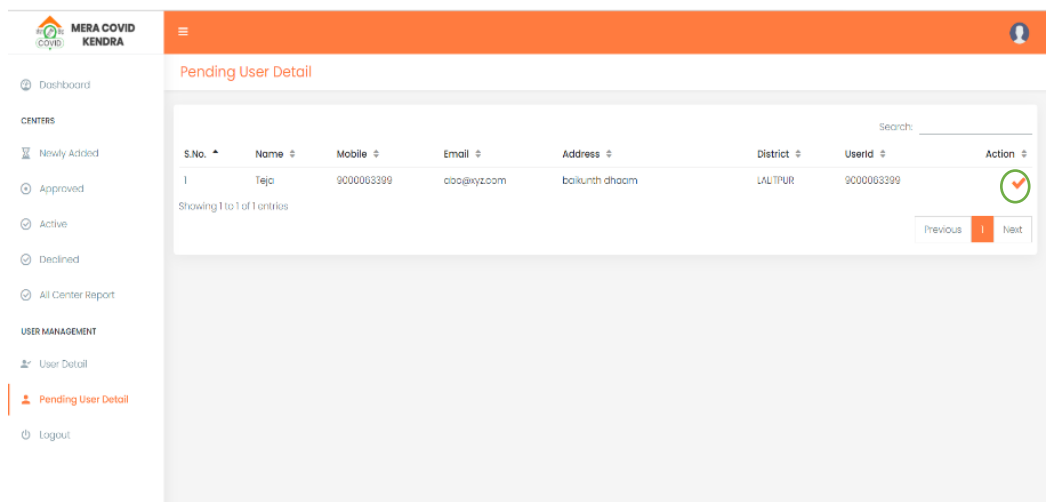 MERA COVID
KENDRA
COVID
Pending User Detail
Dashboard
CENTERS
Newly Added
Approved
Active
Declined
All Center Report
USER MANAGEMENT
User Detail
Pending User Detail
Logout
Search:
S.No. Name Mobile Email Address District UserId Action
1 Teja 9000063399 abc@xyz.com baikunth dhaam LALITPUR 9000063399
Showing 1 to 1 of 1 entries
Previous 1 Next